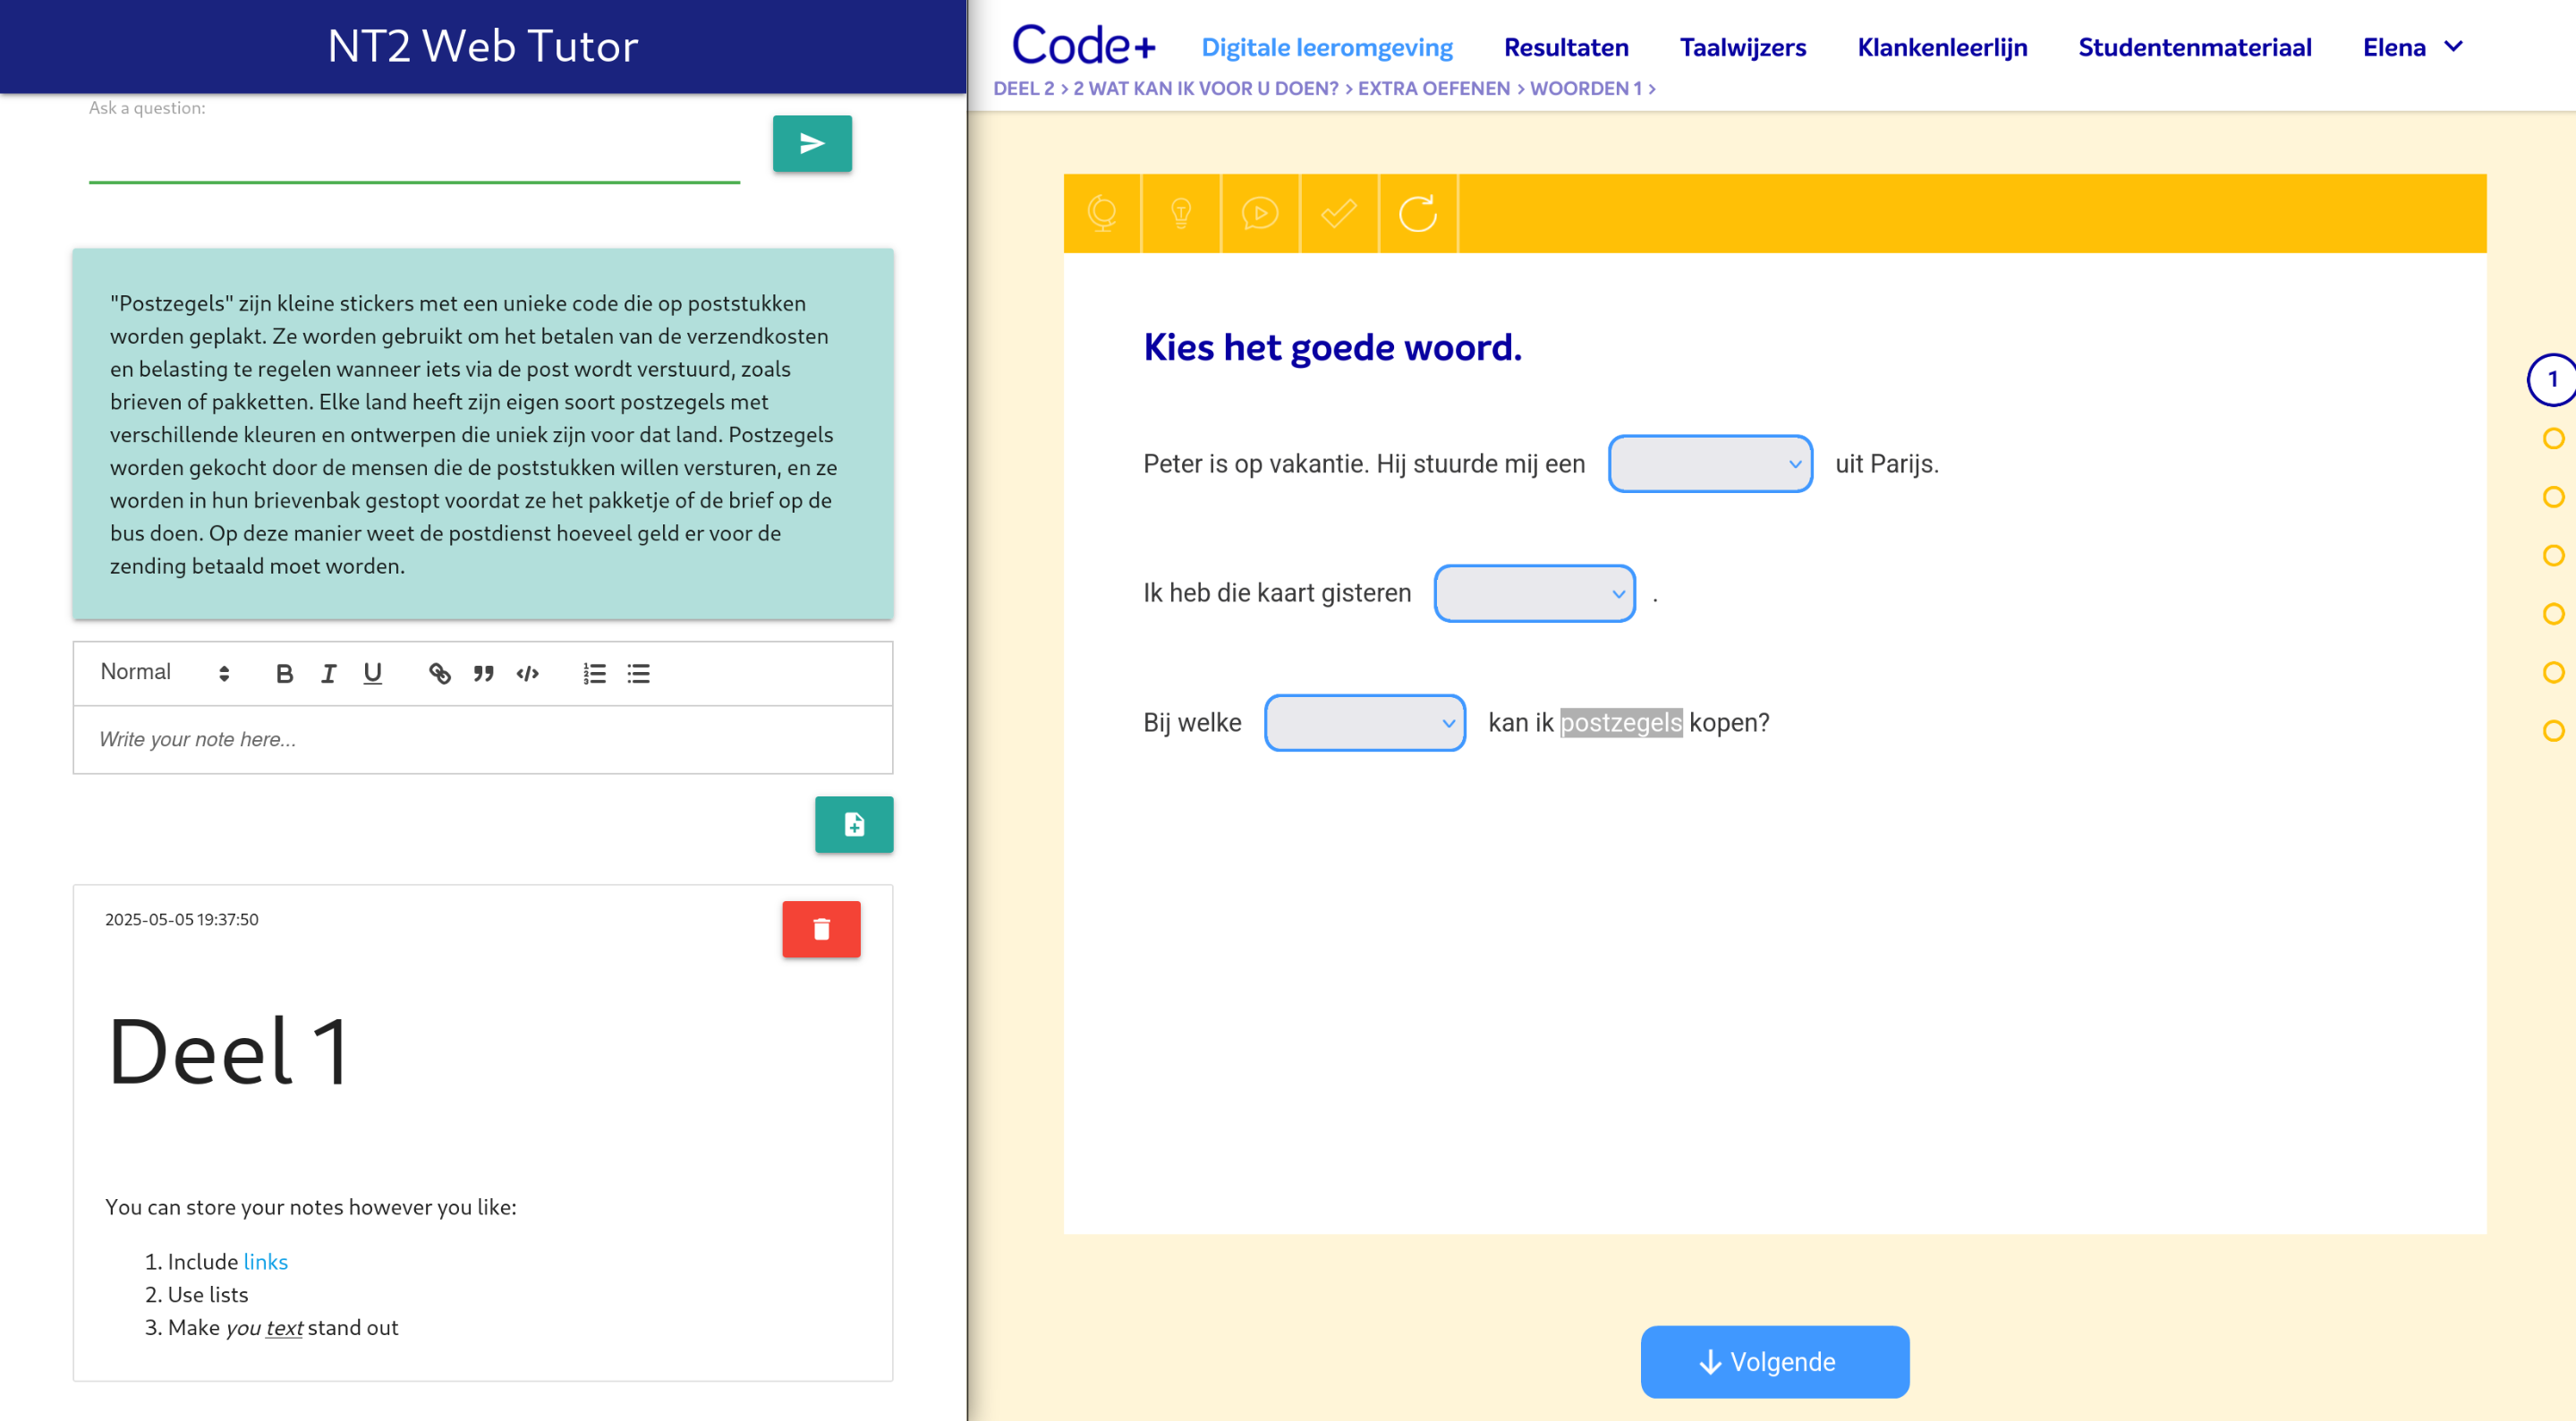 NT2 Web Tutor
Ask a question:
"Postzegels" zijn kleine stickers met een unieke code die op poststukken
worden geplakt. Ze worden gebruikt om het betalen van de verzendkosten
en belasting te regelen wanneer iets via de post wordt verstuurd, zoals
brieven of pakketten. Elke land heeft zijn eigen soort postzegels met
verschillende kleuren en ontwerpen die uniek zijn voor dat land. Postzegels
worden gekocht door de mensen die de poststukken willen versturen, en ze
worden in hun brievenbak gestopt voordat ze het pakketje of de brief op de
bus doen. Op deze manier weet de postdienst hoeveel geld er voor de
zending betaald moet worden.
Normal
Write your note here...
2025-05-05 19:37:50
Deel 1
You can store your notes however you like:
1. Include links
2. Use lists
3. Make you text stand out
Code+ Digitale leeromgeving Resultaten Taalwijzers Klankenleerlijn Studentenmateriaal Elena
DEEL 2 > 2 WAT KAN IK VOOR U DOEN? > EXTRA OEFENEN > WOORDEN 1 >
Kies het goede woord.
Peter is op vakantie. Hij stuurde mij een uit Parijs.
Ik heb die kaart gisteren .
Bij welke kan ik postzegels kopen?
1
Volgende